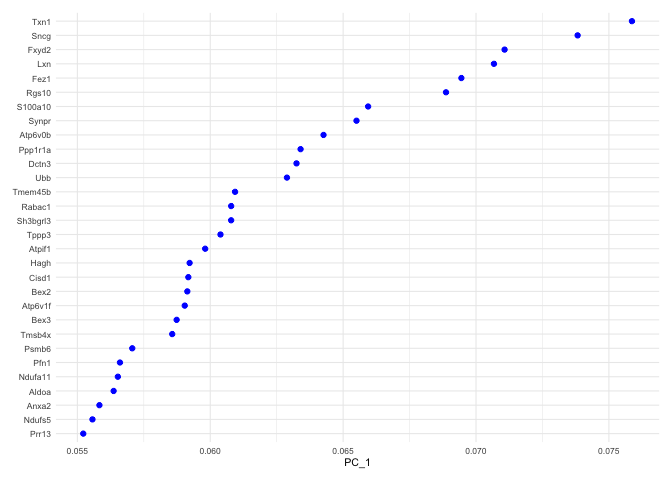 Txn1
Sncg
Fxyd2
Lxn
Fez1
Rgs10
S100a10
Synpr
Atp6v0b
Ppp1r1a
Dctn3
Ubb
Tmem45b
Rabac1
Sh3bgrl3
Tppp3
Atpif1
Hagh
Cisd1
Bex2
Atp6v1f
Bex3
Tmsb4x
Psmb6
Pfn1
Ndufa11
Aldoa
Anxa2
Ndufs5
Prr13
0.055 0.060 0.065 0.070 0.075
PC_1